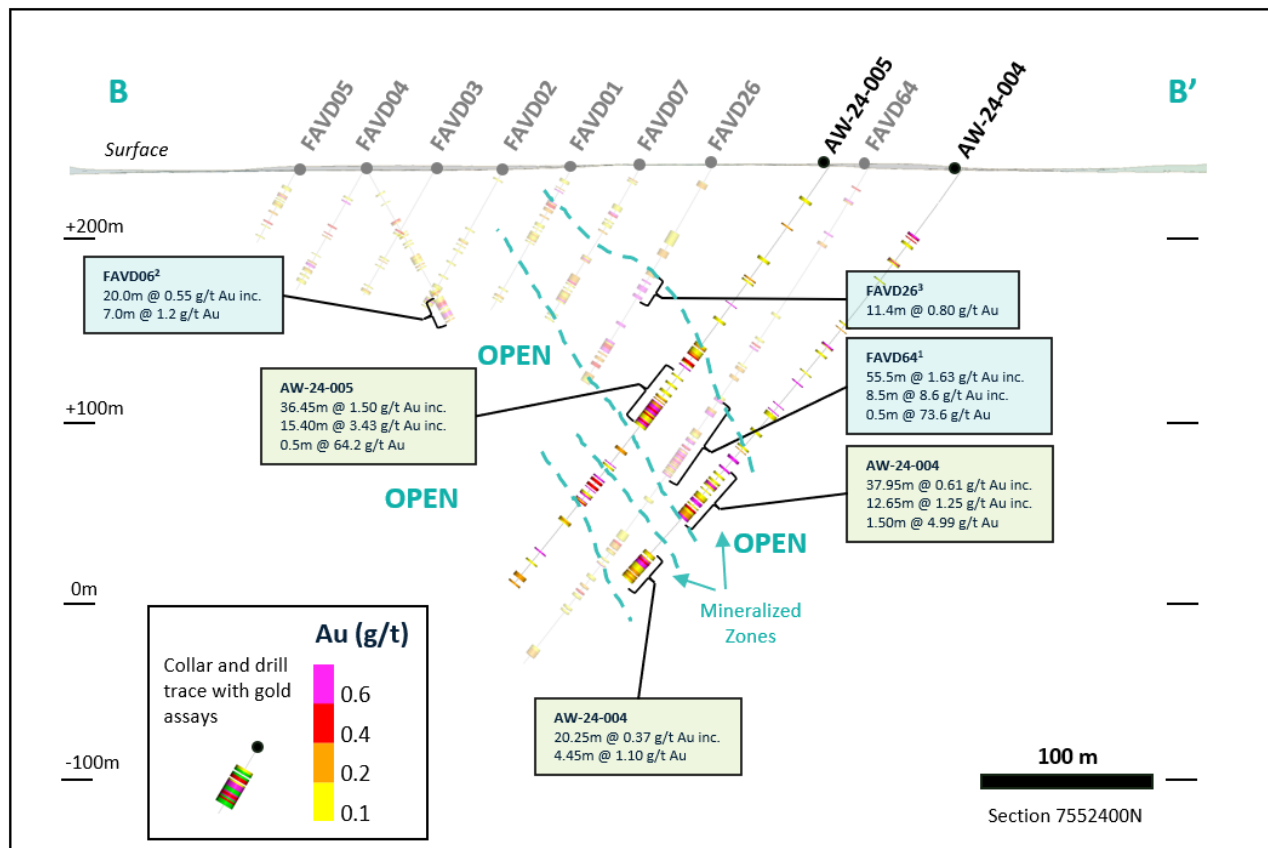 B
B’
FAVD05
FAVD04
FAVD03
FAVD02
FAVD01
FAVD07
FAVD26
AW-24-005
FAVD64
AW-24-004
Surface
+200m
+100m
0m
-100m
FAVD06²
20.0m @ 0.55 g/t Au inc.
7.0m @ 1.2 g/t Au
FAVD26³
11.4m @ 0.80 g/t Au
OPEN
FAVD64¹
55.5m @ 1.63 g/t Au inc.
8.5m @ 8.6 g/t Au inc.
0.5m @ 73.6 g/t Au
AW-24-005
36.45m @ 1.50 g/t Au inc.
15.40m @ 3.43 g/t Au inc.
0.5m @ 64.2 g/t Au
AW-24-004
37.95m @ 0.61 g/t Au inc.
12.65m @ 1.25 g/t Au inc.
1.50m @ 4.99 g/t Au
OPEN
OPEN
Mineralized
Zones
AW-24-004
20.25m @ 0.37 g/t Au inc.
4.45m @ 1.10 g/t Au
Au (g/t)
Collar and drill
trace with gold
assays
0.6
0.4
0.2
0.1
100 m
Section 7552400N